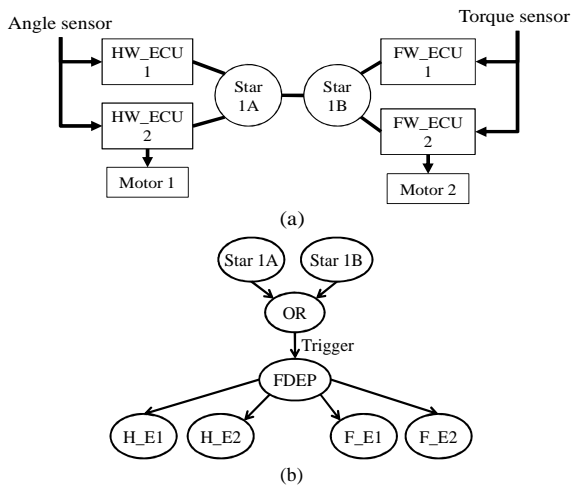 Angle sensor
Torque sensor
HW_ECU
1
HW_ECU
2
Motor 1
Star
1A
Star
1B
FW_ECU
1
FW_ECU
2
Motor 2
(a)
Star 1A
Star 1B
OR
Trigger
FDEP
H_E1
H_E2
F_E1
F_E2
(b)